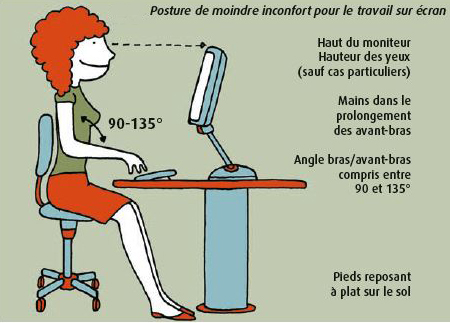 Posture de moindre inconfort pour le travail sur écran
Haut du moniteur
Hauteur des yeux
(sauf cas particuliers)
Mains dans le
prolongement
des avant-bras
90-135°
Angle bras/avant-bras
compris entre
90 et 135°
Pieds reposant
à plat sur le sol